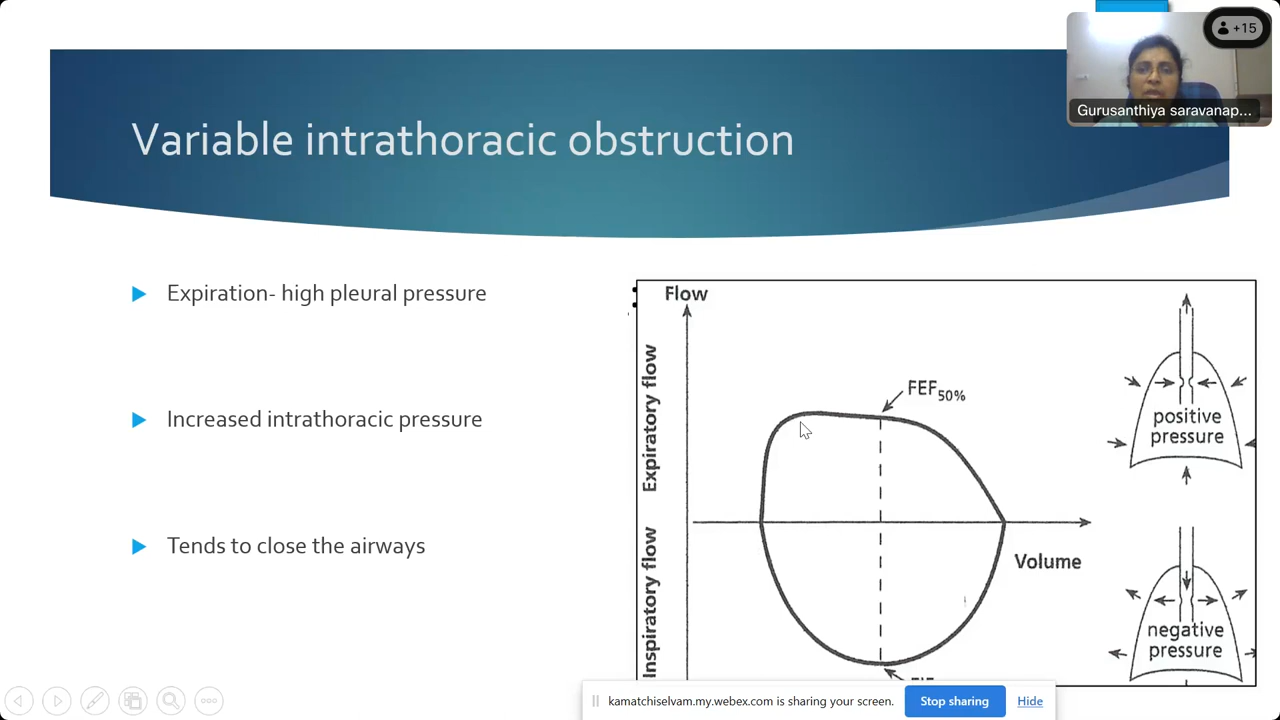 +15
Gurusanthiya saravanap...
Variable intrathoracic obstruction
Expiration- high pleural pressure
Increased intrathoracic pressure
Tends to close the airways
Flow
Expiratory flow
Inspiratory flow
FEF50%
Volume
positive
pressure
negative
pressure
kamatchiselvam.my.webex.com is sharing your screen.
Stop sharing
Hide